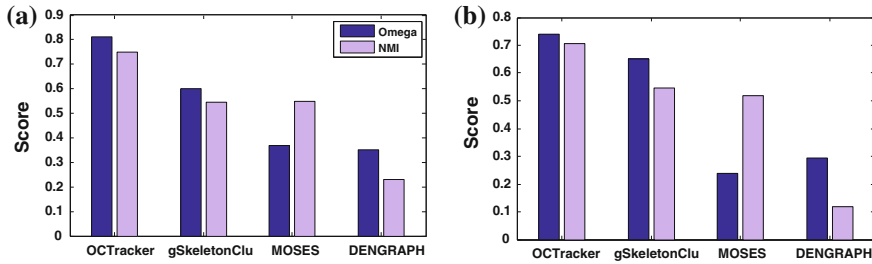 (a)
0.9
0.8
0.7
0.6
0.5
0.4
0.3
0.2
0.1
0
Score
Omega
NMI
OCTracker gSkeletonClu MOSES DENGRAPH
(b)
0.8
0.7
0.6
0.5
0.4
0.3
0.2
0.1
0
Score
OCTracker gSkeletonClu MOSES DENGRAPH